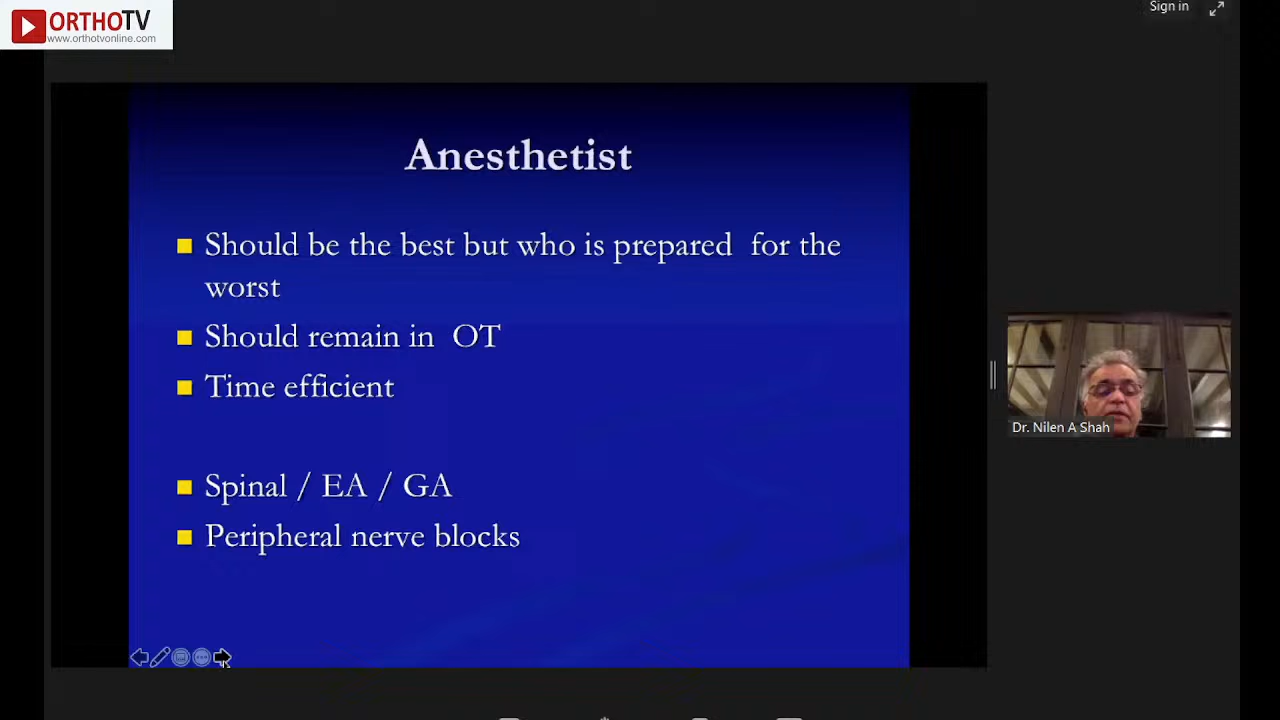 ORTHOTV
www.orthotvonline.com
Sign in
Anesthetist
Should be the best but who is prepared for the
worst
Should remain in OT
Time efficient
Spinal / EA / GA
Peripheral nerve blocks
Dr. Nilen A Shah